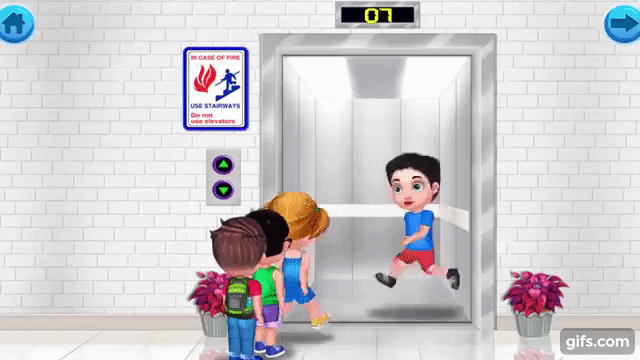 07
IN CASE OF FIRE
USE STAIRWAYS
Do not
use elevators
gifs.com